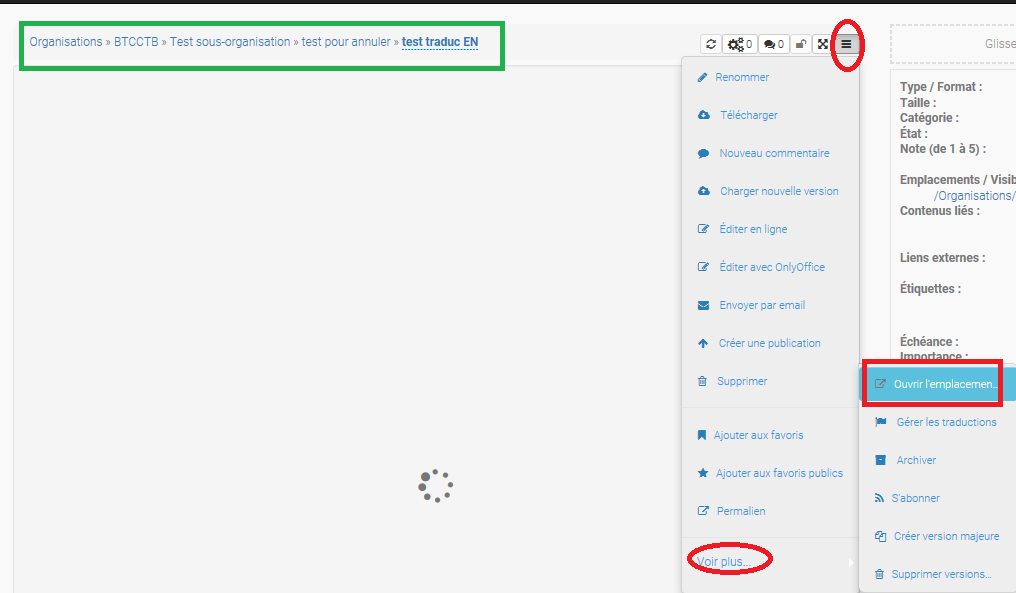 Organisations » BTCCTB » Test sous-organisation » test pour annuler » test traduc EN
0
0
Renommer
Télécharger
Nouveau commentaire
Charger nouvelle version
Éditer en ligne
Éditer avec OnlyOffice
Envoyer par email
Créer une publication
Supprimer
Ajouter aux favoris
Ajouter aux favoris publics
Permalien
Voir plus...
Glisse
Type / Format :
Taille :
Catégorie :
État :
Note (de 1 à 5) :
Emplacements / Visib
/Organisations/
Contenus liés :
Liens externes :
Étiquettes :
Échéance :
Importance :
Ouvrir l'emplacemen...
Gérer les traductions
Archiver
S'abonner
Créer version majeure
Supprimer versions...